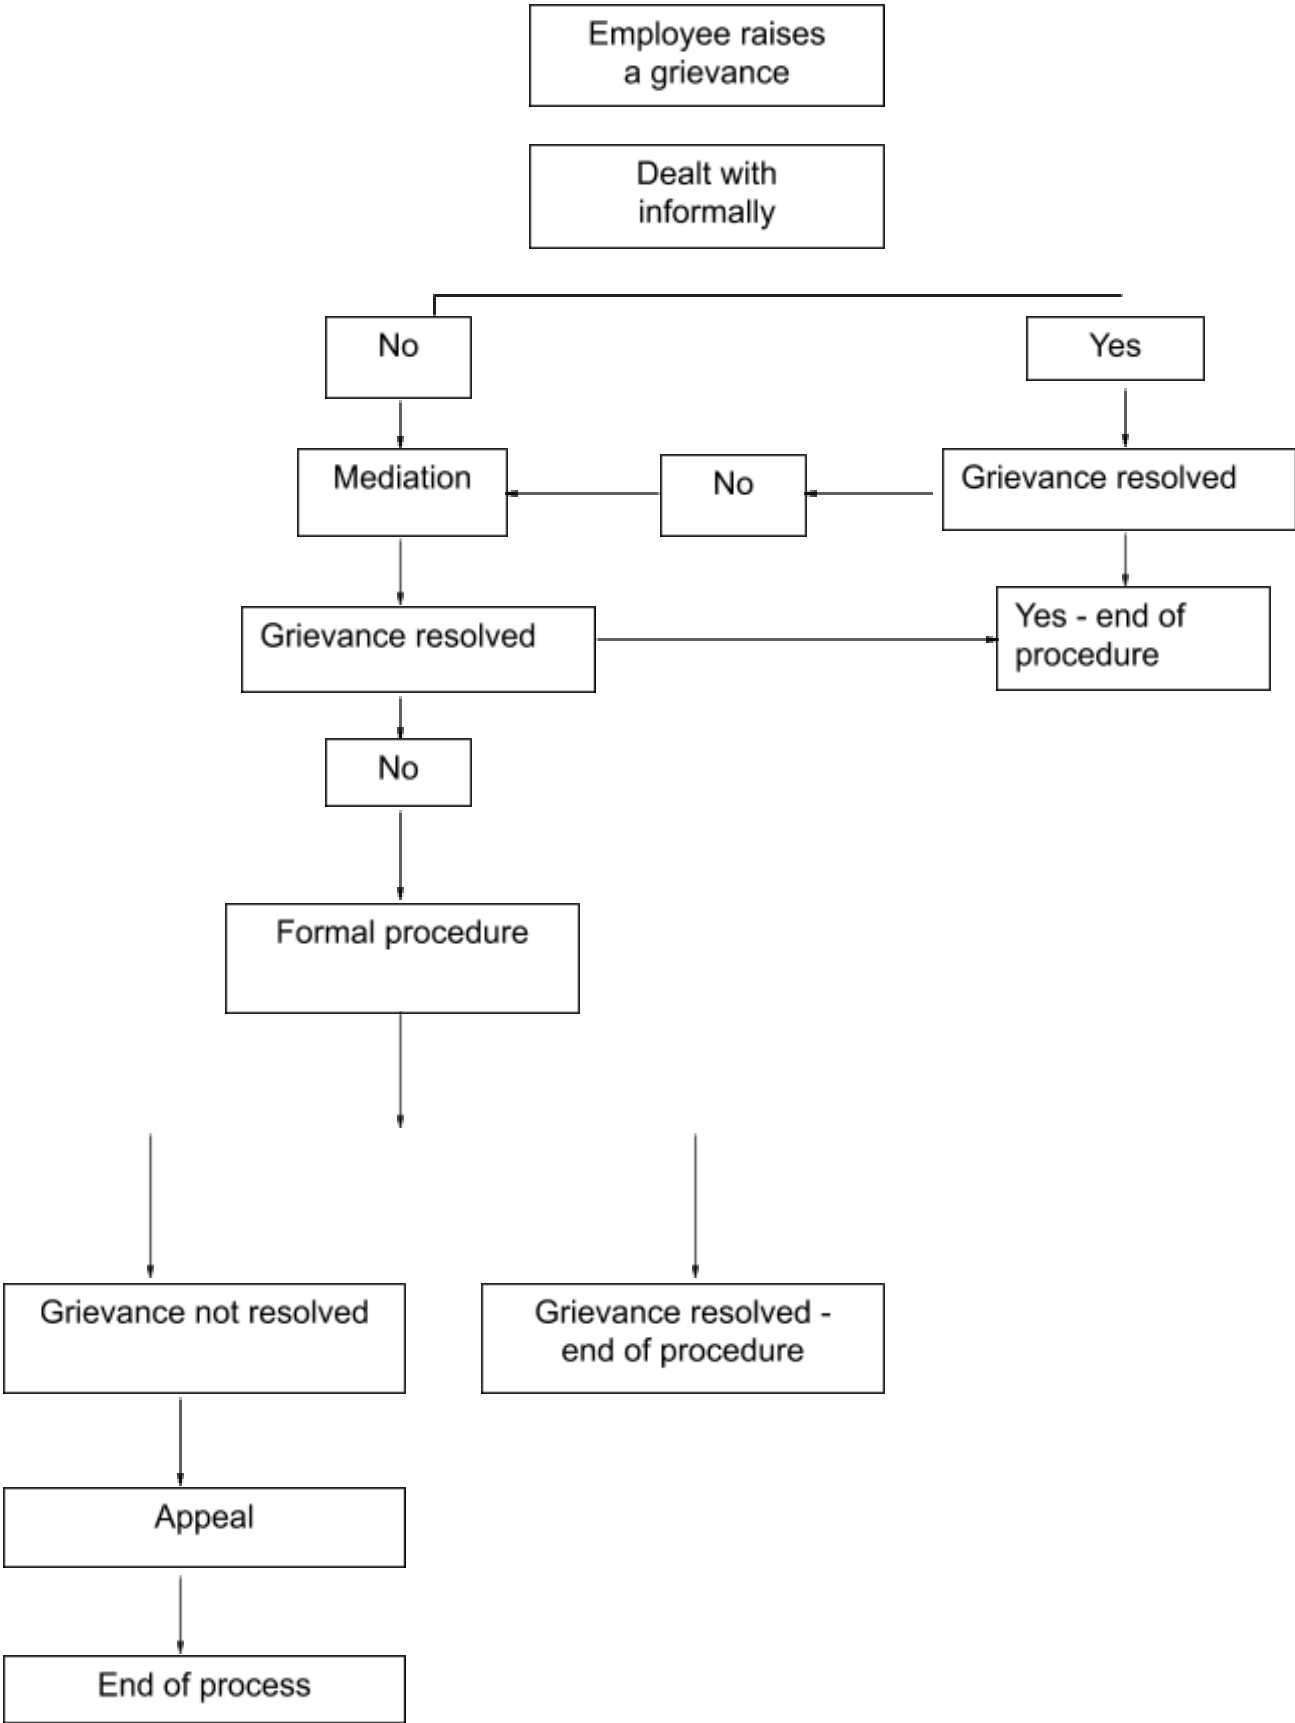 Employee raises
a grievance
Dealt with
informally
No
Yes
Mediation
No
Grievance resolved
Grievance resolved
Yes - end of
procedure
No
Formal procedure
Grievance not resolved
Grievance resolved -
end of procedure
Appeal
End of process